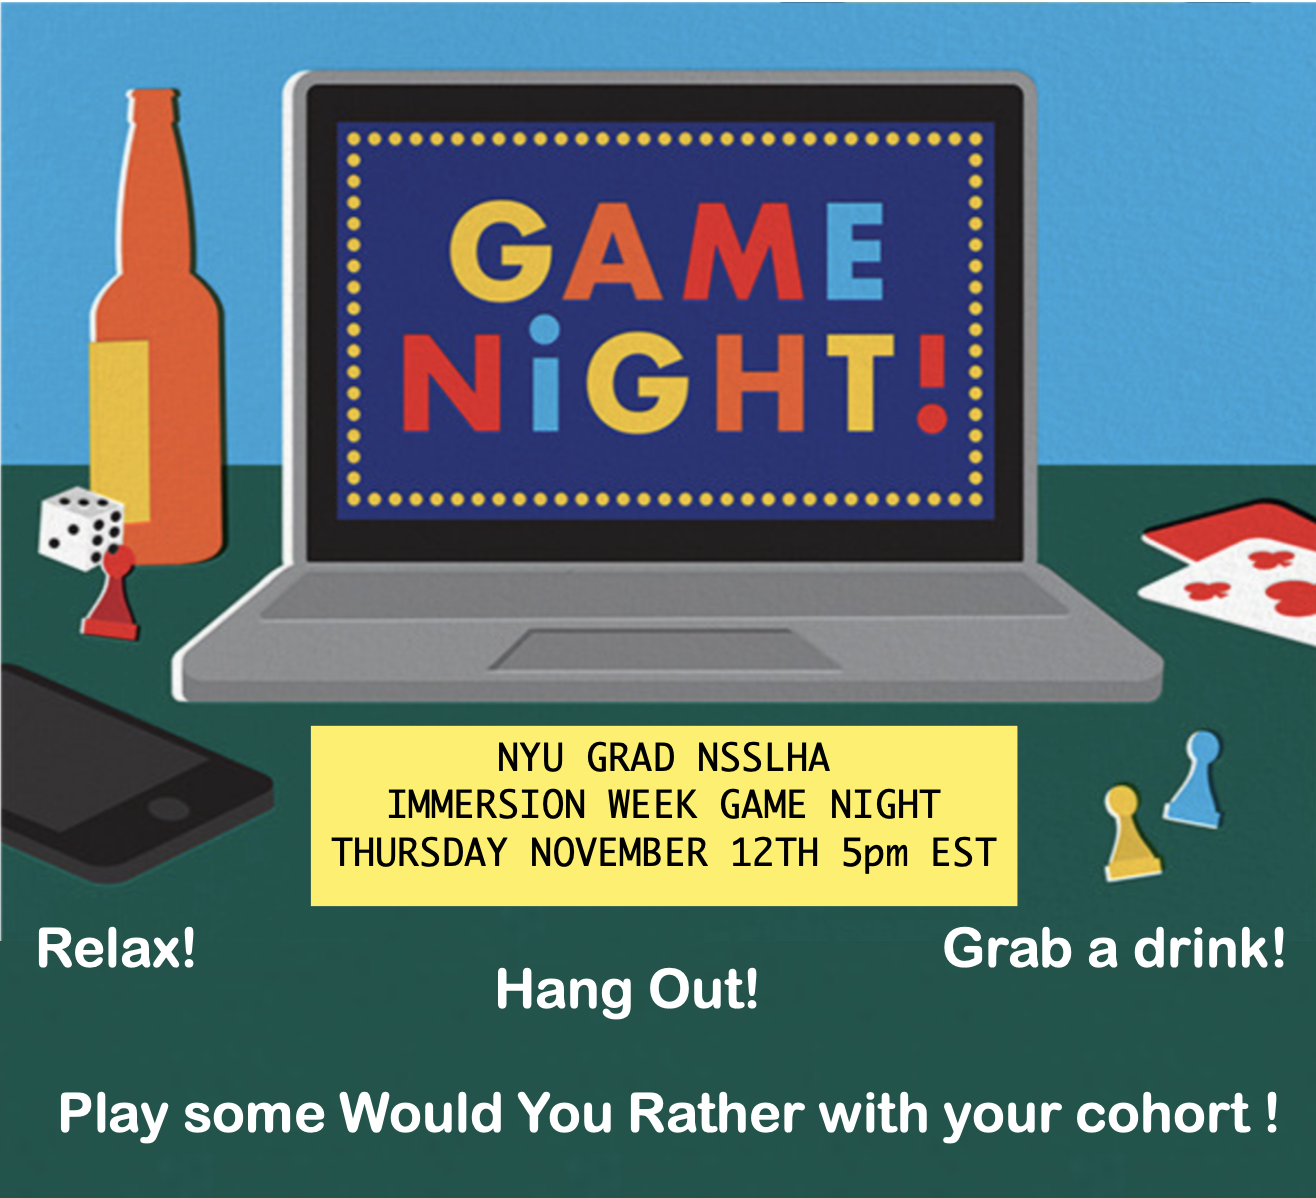 GAME
NiGHT!
NYU GRAD NSSLHA
IMMERSION WEEK GAME NIGHT
THURSDAY NOVEMBER 12TH 5pm EST
Relax!
Grab a drink!
Hang Out!
Play some Would You Rather with your cohort !